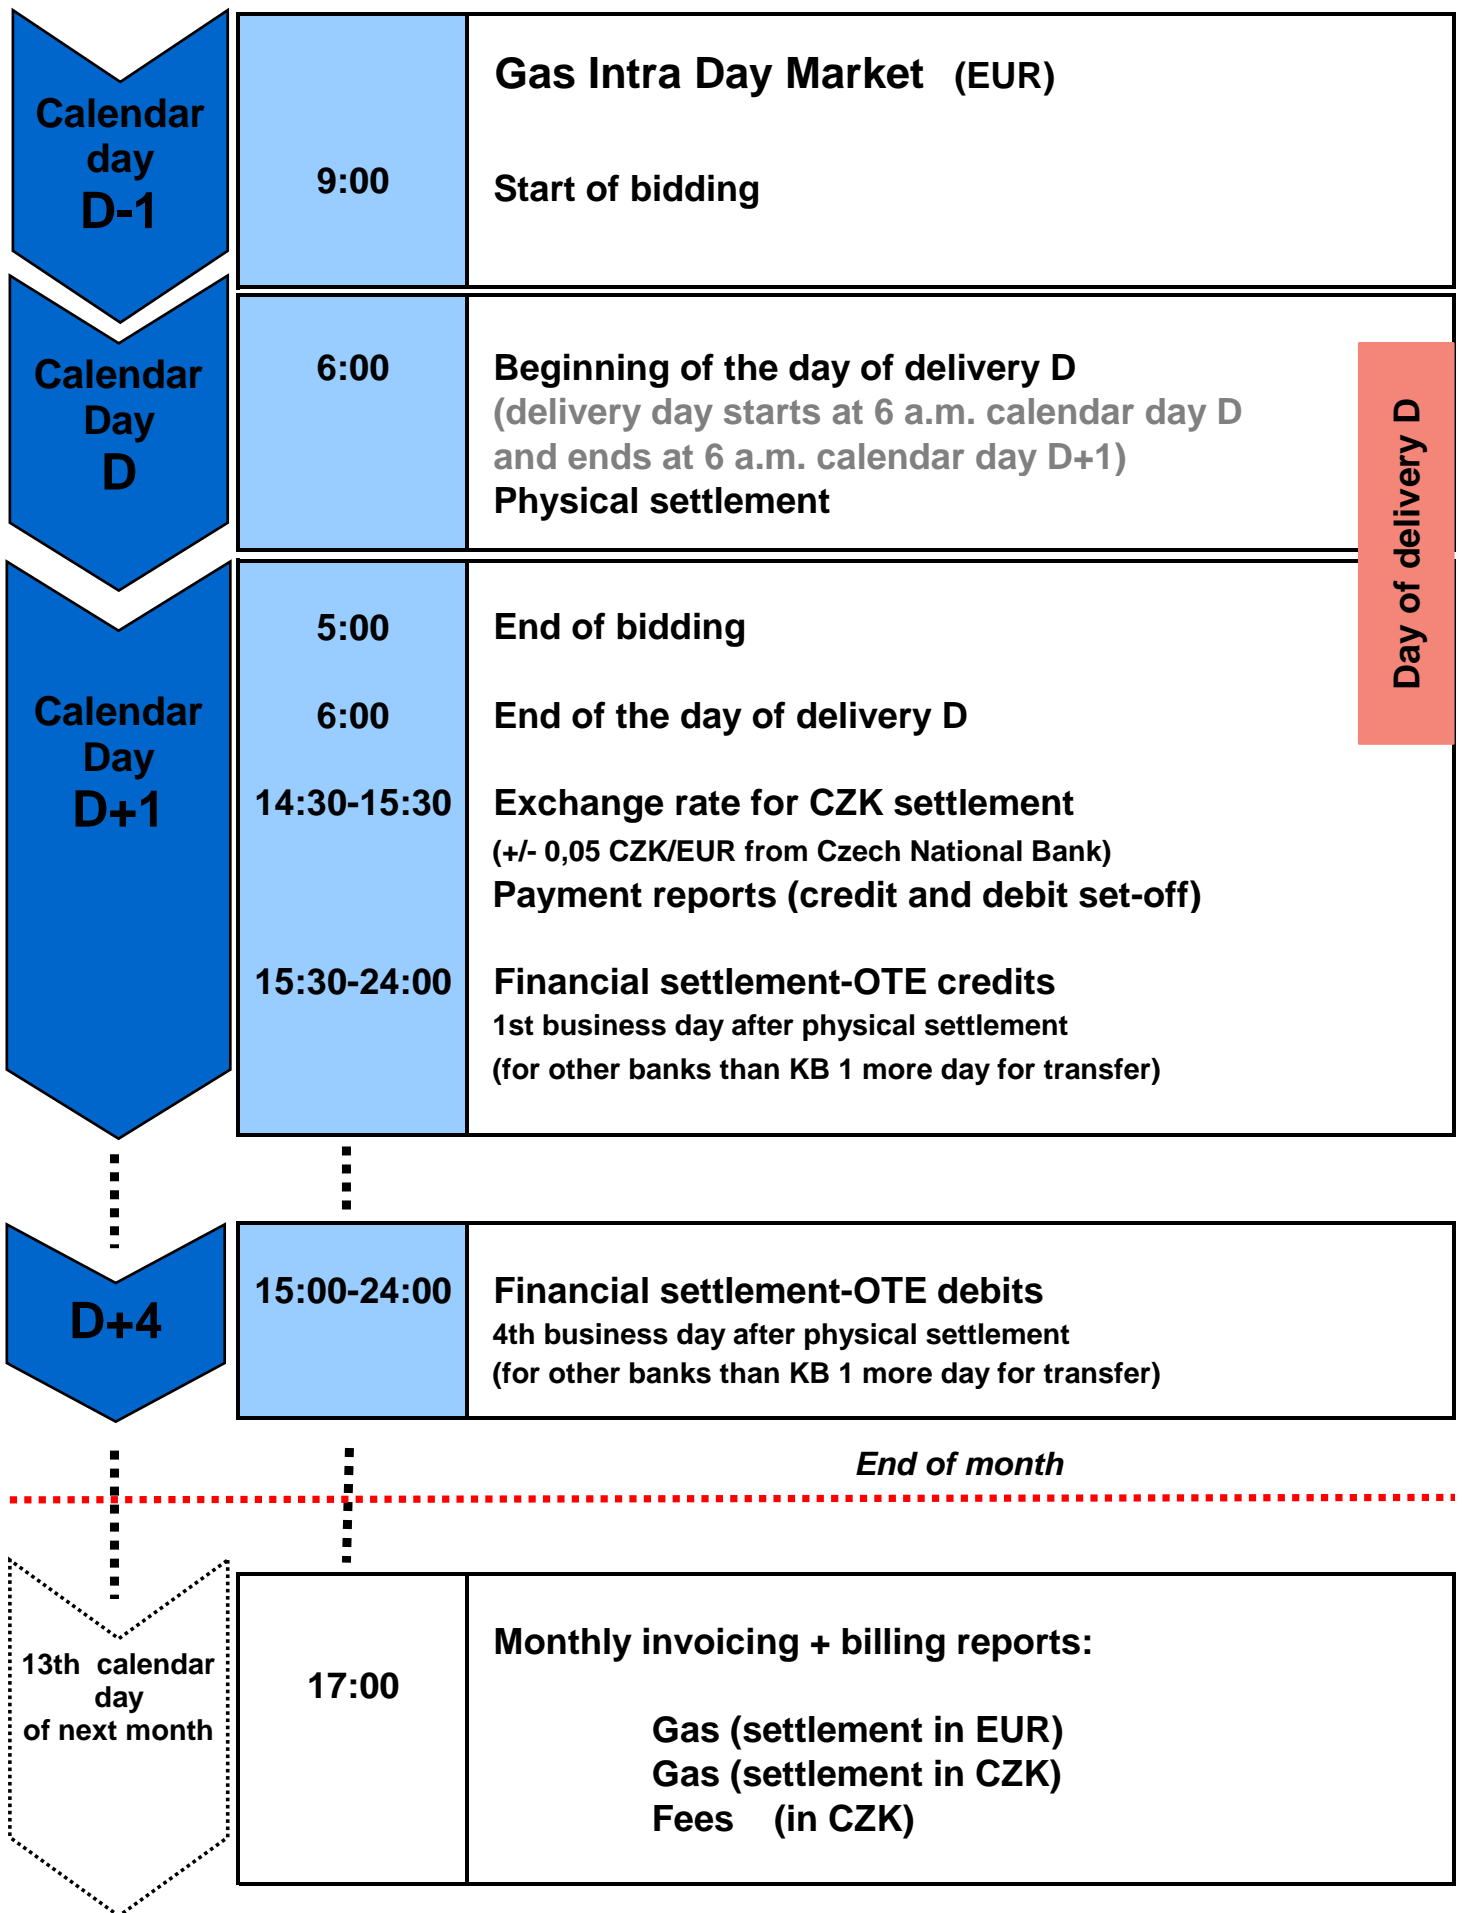 Gas Intra Day Market (EUR)
Calendar
day
D-1
9:00
Start of bidding
Calendar
Day
D
6:00
Beginning of the day of delivery D
(delivery day starts at 6 a.m. calendar day D
and ends at 6 a.m. calendar day D+1)
Physical settlement
Day of delivery D
Calendar
Day
D+1
5:00
End of bidding
6:00
End of the day of delivery D
14:30-15:30
Exchange rate for CZK settlement
(+/- 0,05 CZK/EUR from Czech National Bank)
Payment reports (credit and debit set-off)
15:30-24:00
Financial settlement-OTE credits
1st business day after physical settlement
(for other banks than KB 1 more day for transfer)
D+4
15:00-24:00
Financial settlement-OTE debits
4th business day after physical settlement
(for other banks than KB 1 more day for transfer)
End of month
13th calendar
day
of next month
17:00
Monthly invoicing + billing reports:
Gas (settlement in EUR)
Gas (settlement in CZK)
Fees (in CZK)